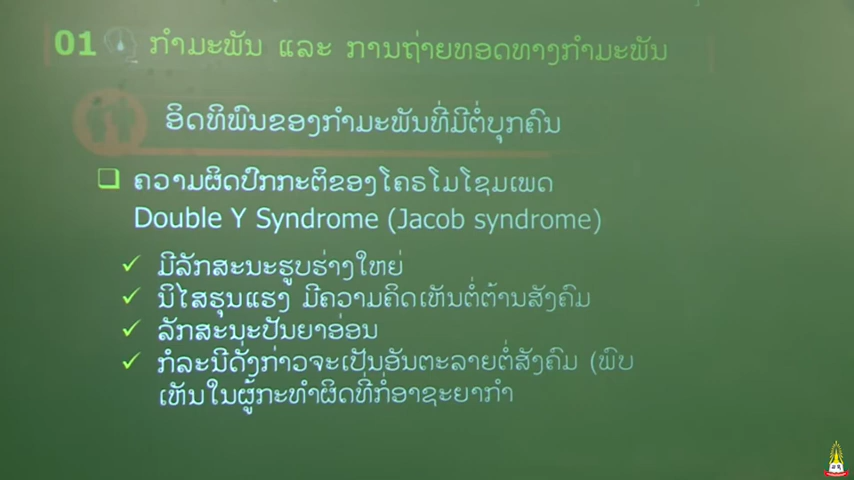 01 ກຳມະພັນ ແລະ ການຖ່າຍທອດທາງກຳມະພັນ
ອິດທິພົນຂອງກຳມະພັນທີ່ມີຕໍ່ບຸກຄົນ
❑ ຄວາມຜິດປົກກະຕິຂອງໂຄຣໂມໂຊມເພດ
Double Y Syndrome (Jacob syndrome)
✓ ມີລັກສະນະຮູບຮ່າງໃຫຍ່
✓ ນິໄສຮຸນແຮງ ມີຄວາມຄິດເຫັນຕໍ່ຕ້ານສັງຄົມ
✓ ລັກສະນະປັນຍາອ່ອນ
✓ ກໍລະນີດັ່ງກ່າວຈະເປັນອັນຕະລາຍຕໍ່ສັງຄົມ (ພົບ
ເຫັນໃນຜູ້ກະທຳຜິດທີ່ກໍ່ອາຊະຍາກຳ